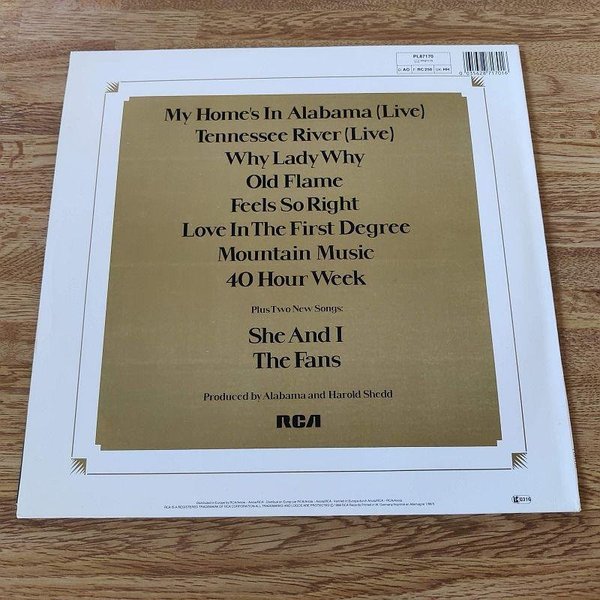 PL87170
My Home's In Alabama (Live)
Tennessee River (Live)
Why Lady Why
Old Flame
Feels So Right
Love In The First Degree
Mountain Music
40 Hour Week
Plus Two New Songs:
She And I
The Fans
Produced by Alabama and Harold Shedd
RCA